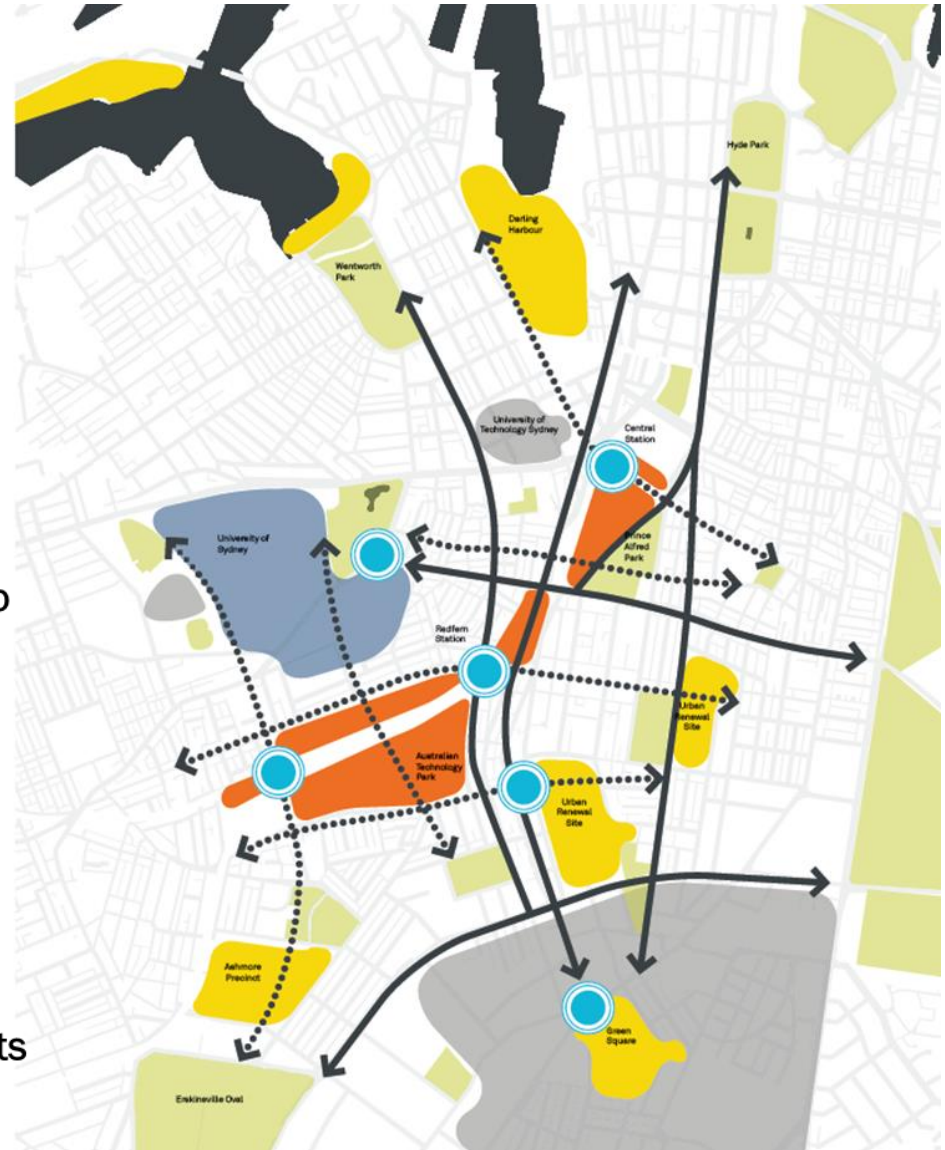 Hyde Park
Darling
Harbour
Wentworth
Park
University of
Technology Sydney
Central
Station
University of
Sydney
Prince
Alfred
Park
o
Redfern
Station
Urban
Renewal
Site
Australian
Technology
Park
Urban
Renewal
Site
Ashmore
Precinct
Green
Square
ts
Erskineville Oval